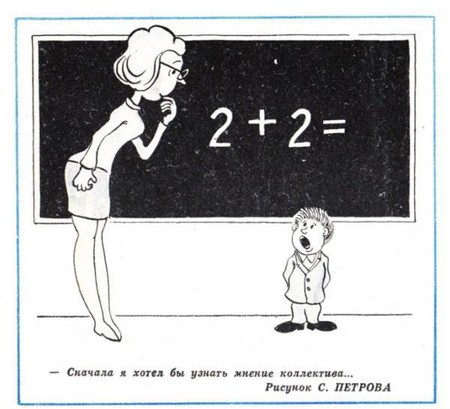 2 + 2 =
— Сначала я хотел бы узнать мнение коллектива...
Рисунок С. ПЕТРОВА